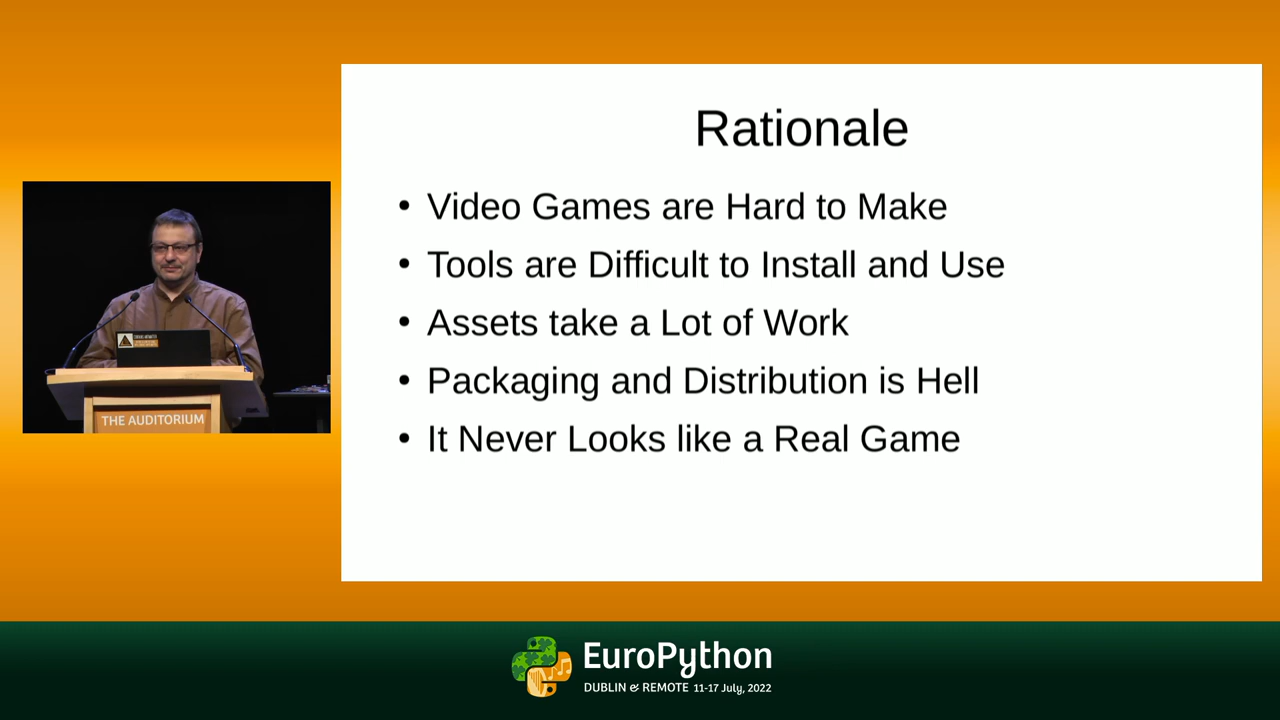 Rationale
• Video Games are Hard to Make
• Tools are Difficult to Install and Use
• Assets take a Lot of Work
• Packaging and Distribution is Hell
• It Never Looks like a Real Game
THE AUDITORIUM
EuroPython
DUBLIN & REMOTE 11-17 July, 2022